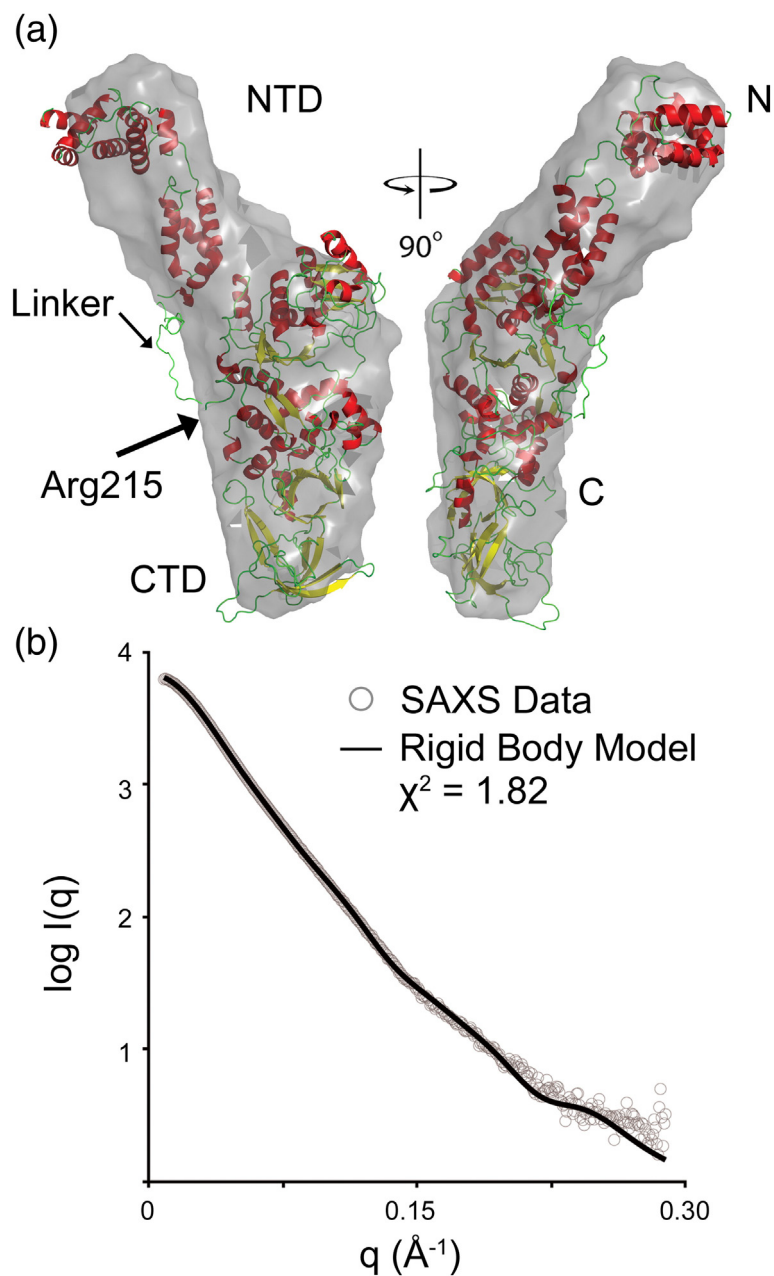 (a)
NTD
N
90°
Linker
Arg215
C
CTD
(b)
4
3
2
1
log I(q)
SAXS Data
Rigid Body Model
χ² = 1.82
0
0.15
0.30
q (Å⁻¹)